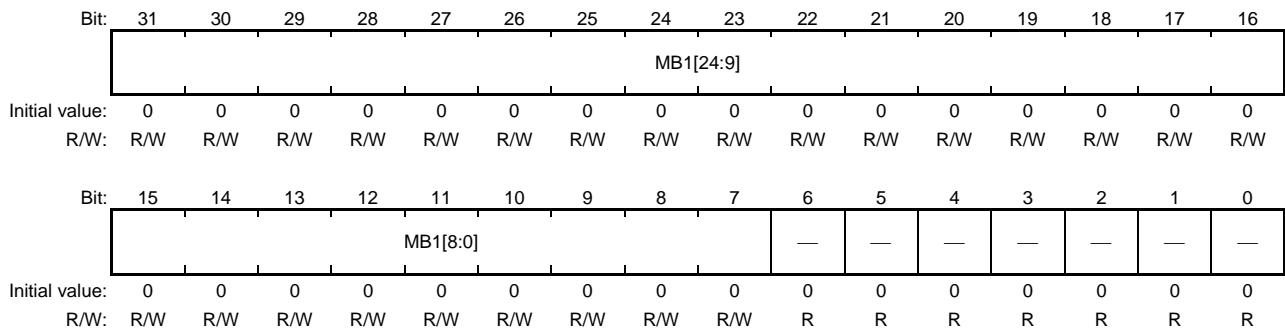 Bit: 31 30 29 28 27 26 25 24 23 22 21 20 19 18 17 16
MB1[24:9]
Initial value: 0 0 0 0 0 0 0 0 0 0 0 0 0 0 0 0
R/W: R/W R/W R/W R/W R/W R/W R/W R/W R/W R/W R/W R/W R/W R/W R/W R/W
Bit: 15 14 13 12 11 10 9 8 7 6 5 4 3 2 1 0
MB1[8:0] — — — — — — —
Initial value: 0 0 0 0 0 0 0 0 0 0 0 0 0 0 0 0
R/W: R/W R/W R/W R/W R/W R/W R/W R/W R/W R R R R R R R